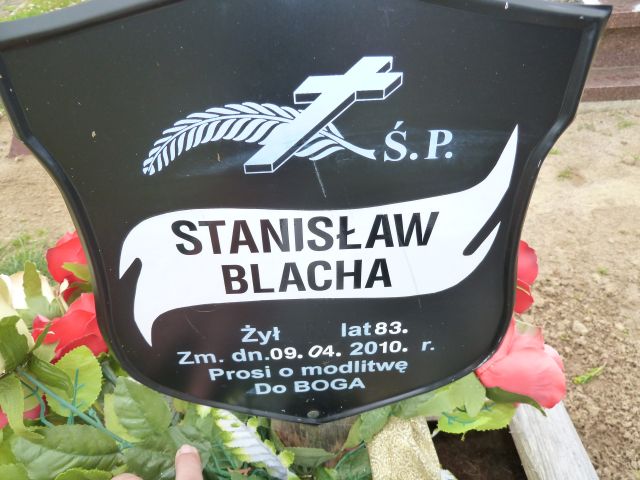 Ś.P.
STANISŁAW
BLACHA
Żył lat 83.
Zm. dn. 09. 04. 2010. r.
Prosi o modlitwę
Do BOGA